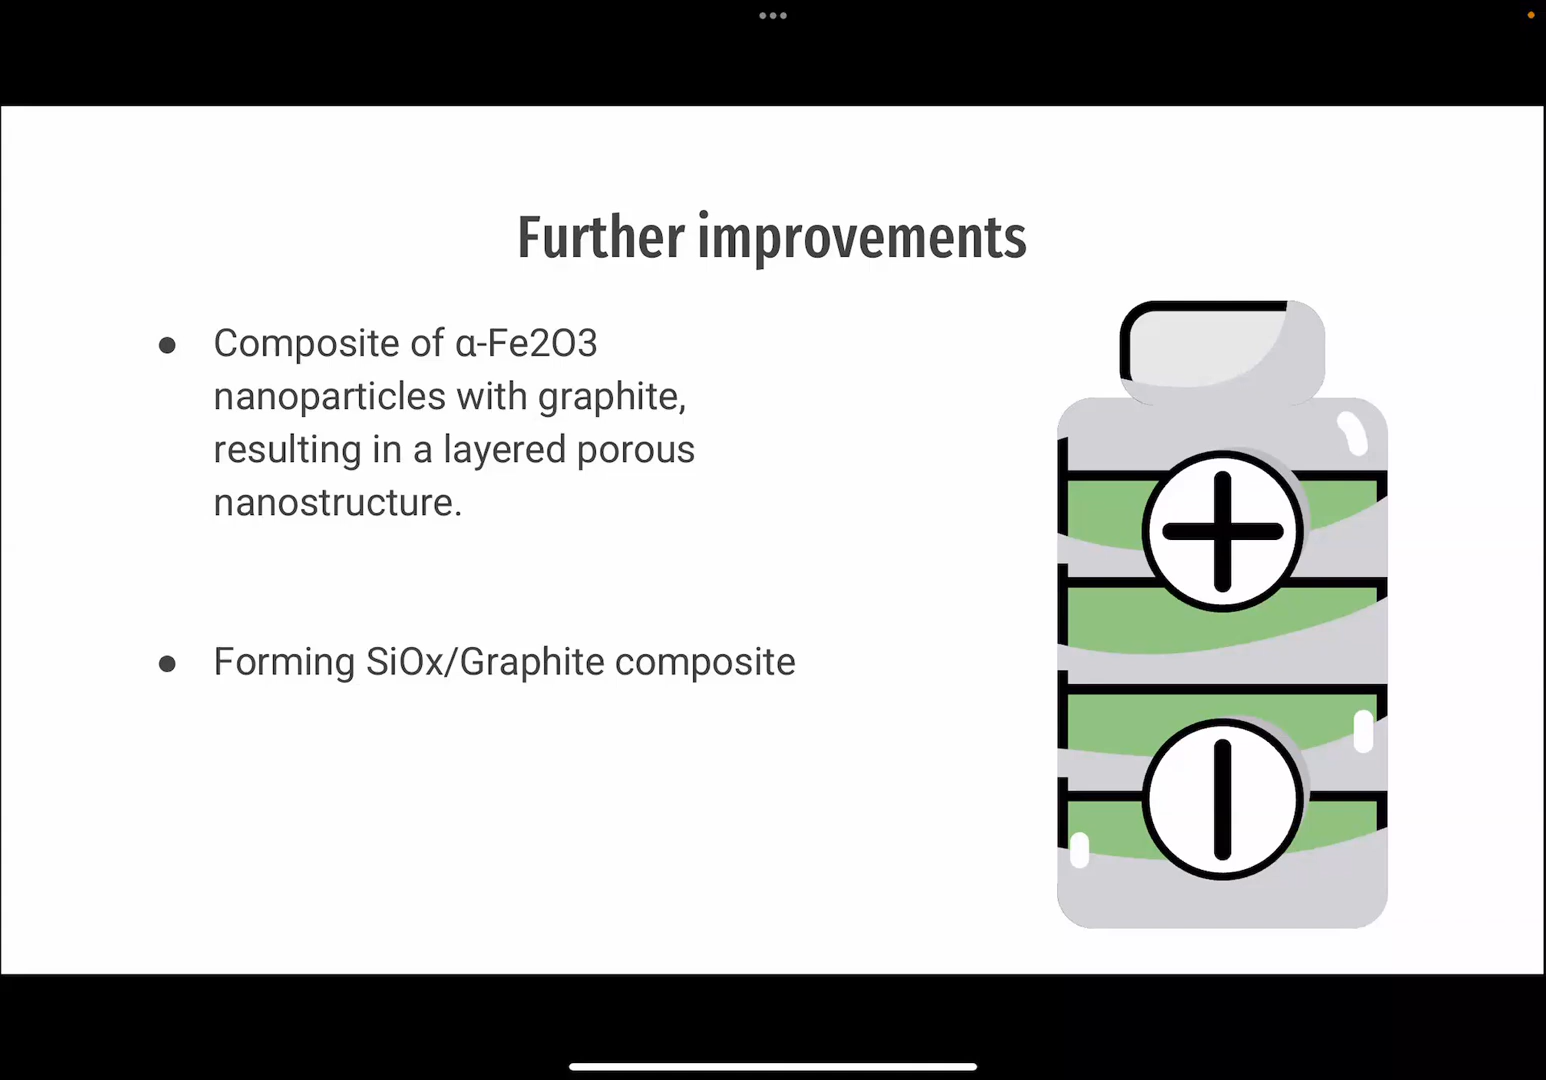 Further improvements
● Composite of α-Fe2O3
nanoparticles with graphite,
resulting in a layered porous
nanostructure.
● Forming SiOx/Graphite composite